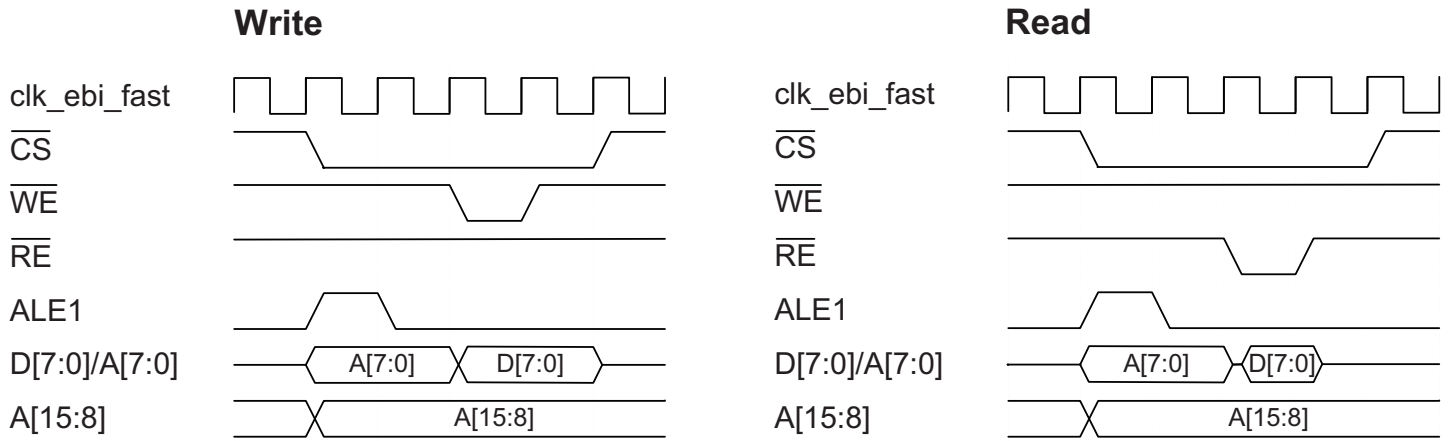 Write
clk_ebi_fast
CS
WE
RE
ALE1
D[7:0]/A[7:0] A[7:0] D[7:0]
A[15:8] A[15:8]
Read
clk_ebi_fast
CS
WE
RE
ALE1
D[7:0]/A[7:0] A[7:0] D[7:0]
A[15:8] A[15:8]